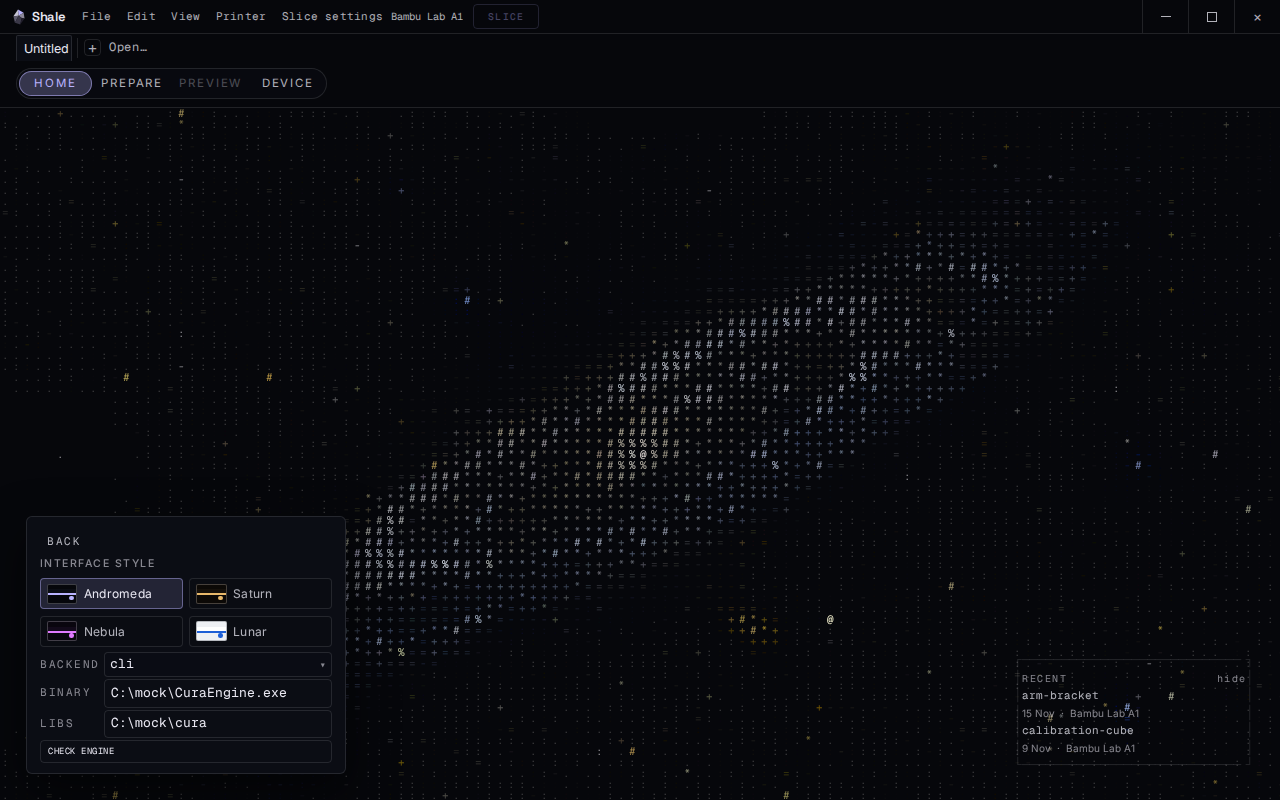 Shale File Edit View Printer Slice settings Bambu Lab A1 SLICE
Untitled + Open…
HOME PREPARE PREVIEW DEVICE
BACK
INTERFACE STYLE
Andromeda Saturn
Nebula Lunar
BACKEND cli
BINARY C:\mock\CuraEngine.exe
LIBS C:\mock\cura
CHECK ENGINE
RECENT hide
arm-bracket
15 Nov · Bambu Lab A1
calibration-cube
9 Nov · Bambu Lab A1